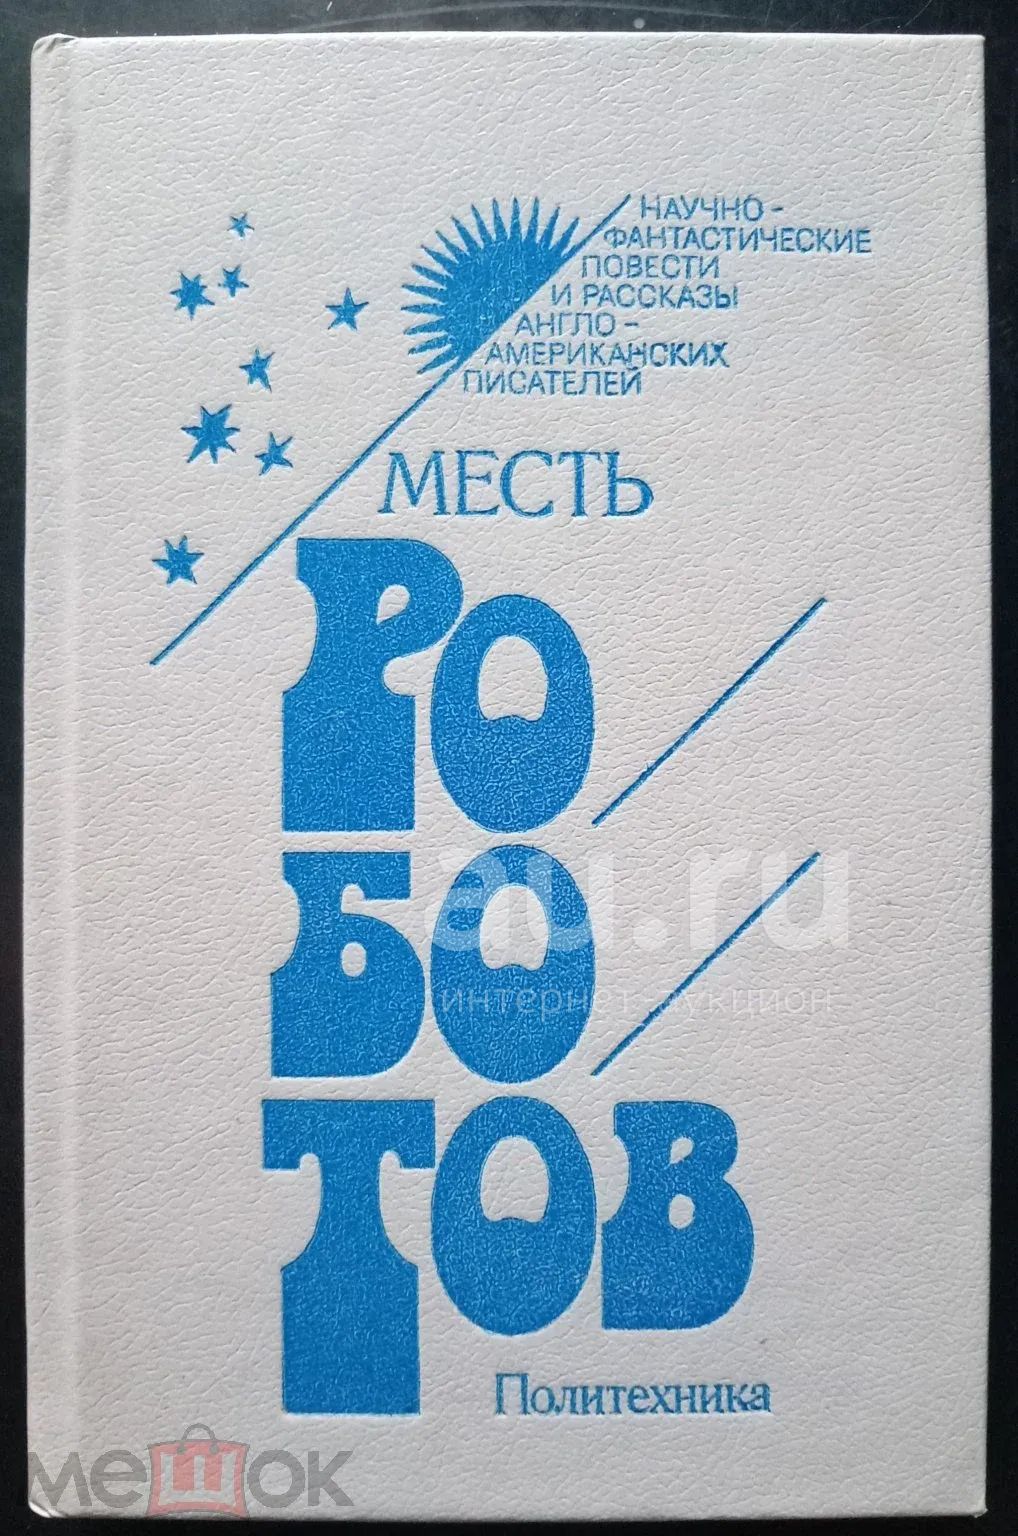 НАУЧНО-
ФАНТАСТИЧЕСКИЕ
ПОВЕСТИ
И РАССКАЗЫ
АНГЛО-
АМЕРИКАНСКИХ
ПИСАТЕЛЕЙ
МЕСТЬ
РО
БО
ТОВ
au.ru
интернет-аукцион
Политехника
мешок